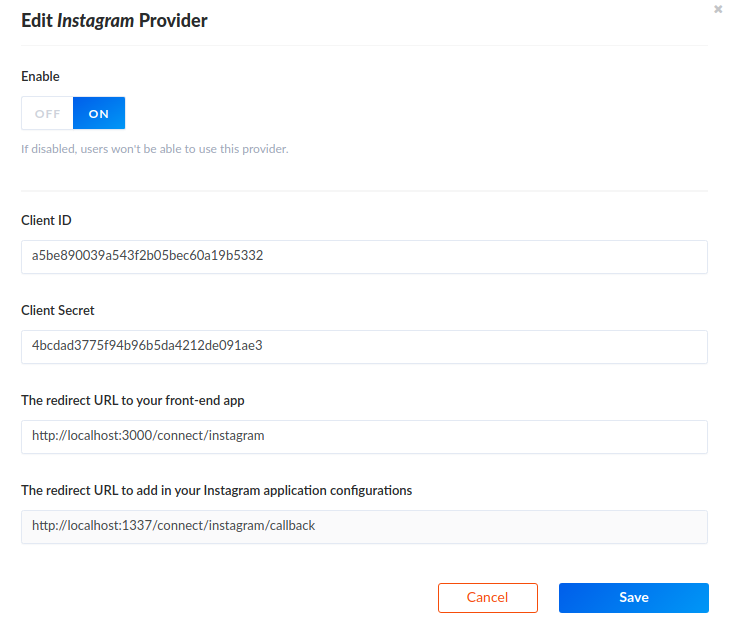 Edit Instagram Provider
Enable
OFF ON
If disabled, users won't be able to use this provider.
Client ID
a5be890039a543f2b05bec60a19b5332
Client Secret
4bcdad3775f94b96b5da4212de091ae3
The redirect URL to your front-end app
http://localhost:3000/connect/instagram
The redirect URL to add in your Instagram application configurations
http://localhost:1337/connect/instagram/callback
Cancel Save